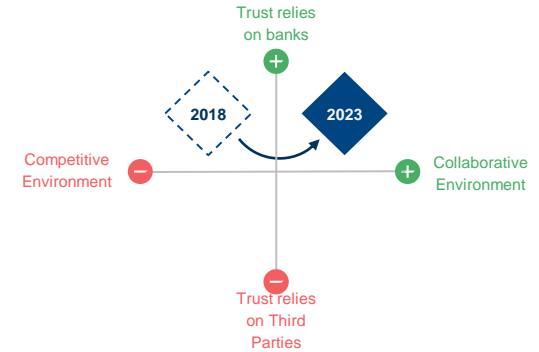 Trust relies
on banks
2018
2023
Competitive
Environment
Collaborative
Environment
Trust relies
on Third
Parties